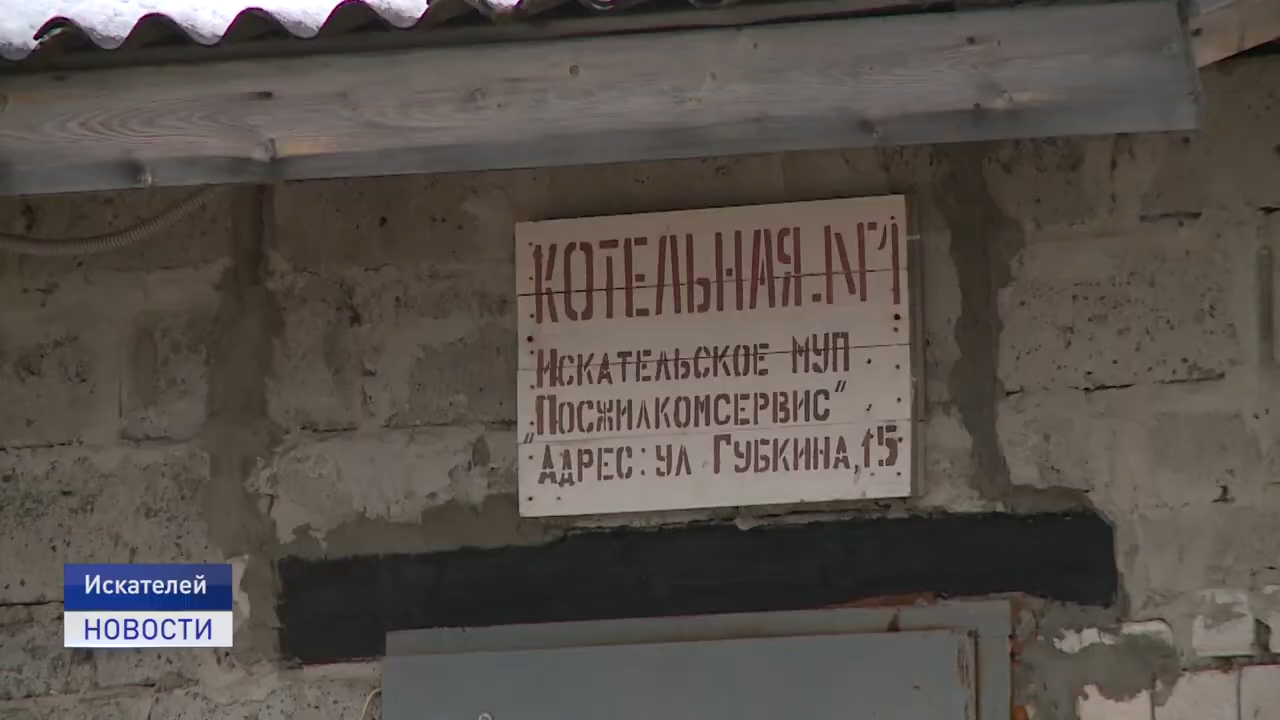 КОТЕЛЬНАЯ.№1
ИСКАТЕЛЬСКОЕ МУП
"ПОСЖИЛКОМСЕРВИС"
АДРЕС: УЛ ГУБКИНА, 15
Искателей
НОВОСТИ